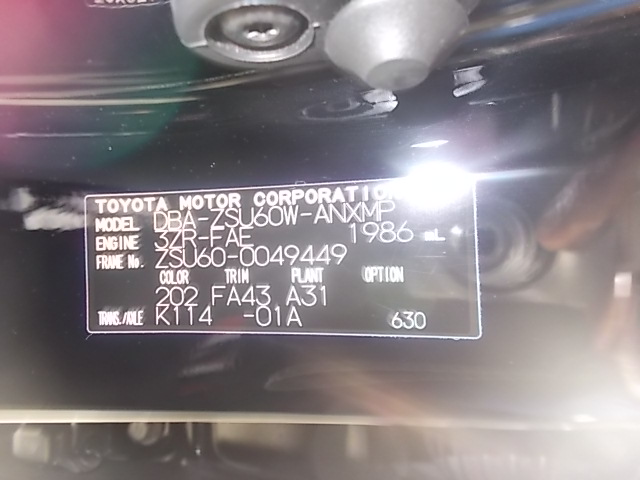 TOYOTA MOTOR CORPORATION
MODEL DBA-ZSU60W-ANXMP
ENGINE 3ZR-FAE 1986 mL
FRAME No. ZSU60-0049449
COLOR TRIM PLANT OPTION
202 FA43 A31
TRANS./AXLE K114 -01A 630